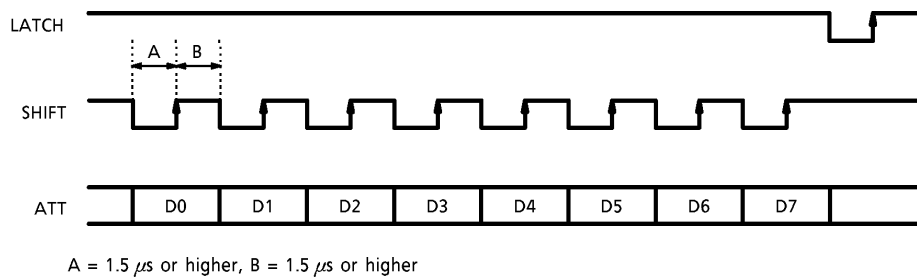 LATCH
A B
SHIFT
ATT D0 D1 D2 D3 D4 D5 D6 D7
A = 1.5 μs or higher, B = 1.5 μs or higher